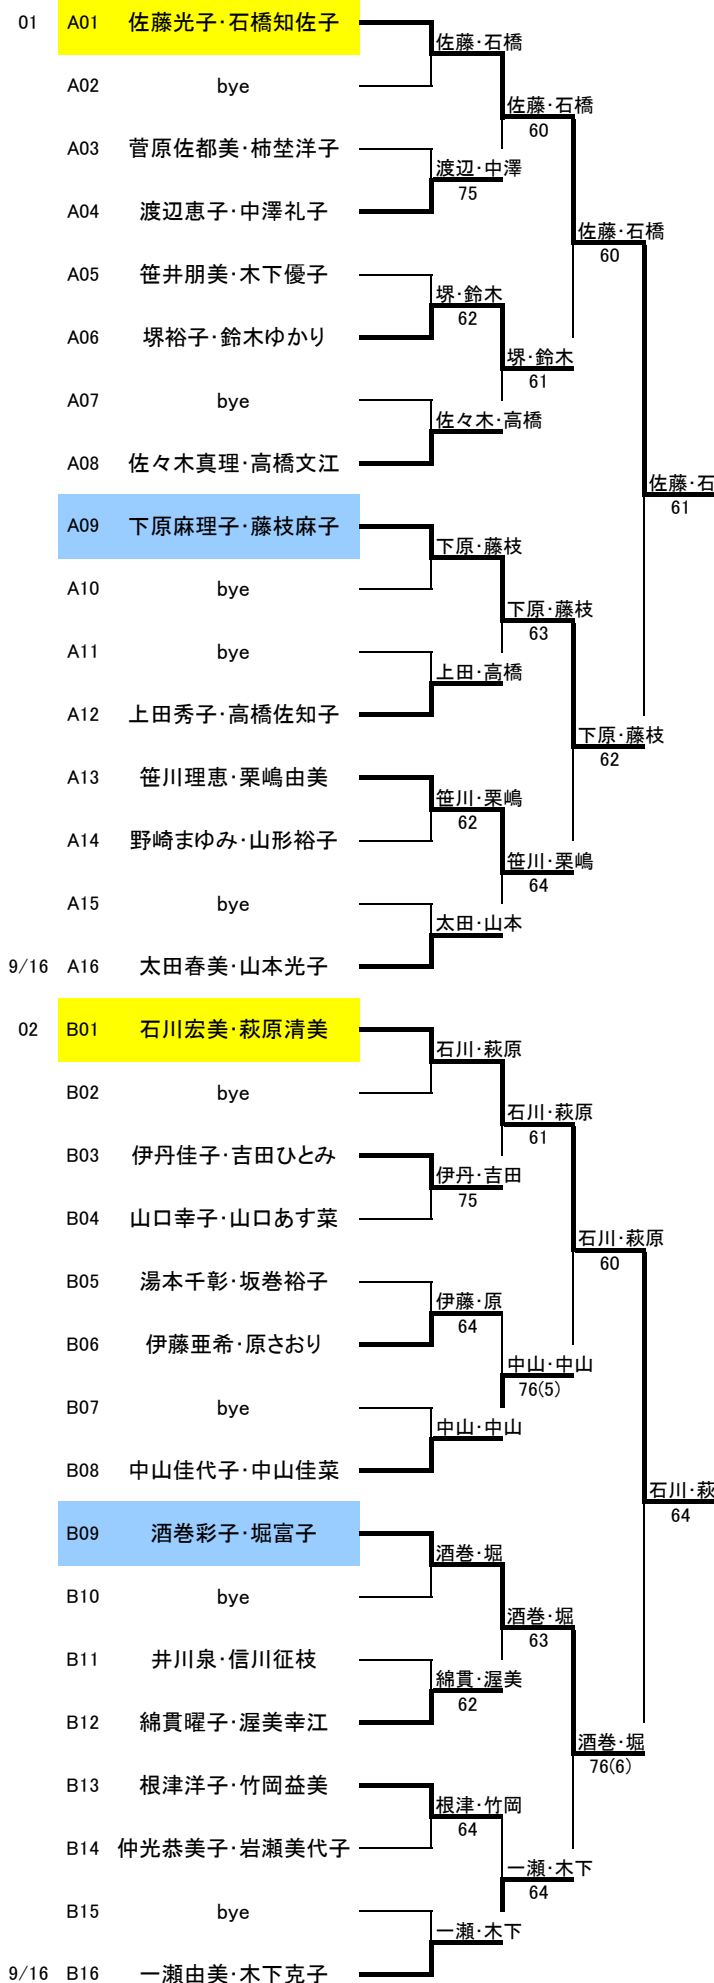 01 A01 佐藤光子・石橋知佐子
佐藤・石橋
A02 bye
佐藤・石橋
60
A03 菅原佐都美・柿埜洋子
渡辺・中澤
75
A04 渡辺恵子・中澤礼子
佐藤・石橋
60
A05 笹井朋美・木下優子
堺・鈴木
62
A06 堺裕子・鈴木ゆかり
堺・鈴木
61
A07 bye
佐々木・高橋
A08 佐々木真理・高橋文江
佐藤・石
61
A09 下原麻理子・藤枝麻子
下原・藤枝
A10 bye
下原・藤枝
63
A11 bye
上田・高橋
A12 上田秀子・高橋佐知子
下原・藤枝
62
A13 笹川理恵・栗嶋由美
笹川・栗嶋
62
A14 野崎まゆみ・山形裕子
笹川・栗嶋
64
A15 bye
太田・山本
9/16 A16 太田春美・山本光子
02 B01 石川宏美・萩原清美
石川・萩原
B02 bye
石川・萩原
61
B03 伊丹佳子・吉田ひとみ
伊丹・吉田
75
B04 山口幸子・山口あす菜
石川・萩原
60
B05 湯本千彰・坂巻裕子
伊藤・原
64
B06 伊藤亜希・原さおり
中山・中山
76(5)
B07 bye
中山・中山
B08 中山佳代子・中山佳菜
石川・萩
64
B09 酒巻彩子・堀富子
酒巻・堀
B10 bye
酒巻・堀
63
B11 井川泉・信川征枝
綿貫・渥美
62
B12 綿貫曜子・渥美幸江
酒巻・堀
76(6)
B13 根津洋子・竹岡益美
根津・竹岡
64
B14 仲光恭美子・岩瀬美代子
一瀬・木下
64
B15 bye
一瀬・木下
9/16 B16 一瀬由美・木下克子